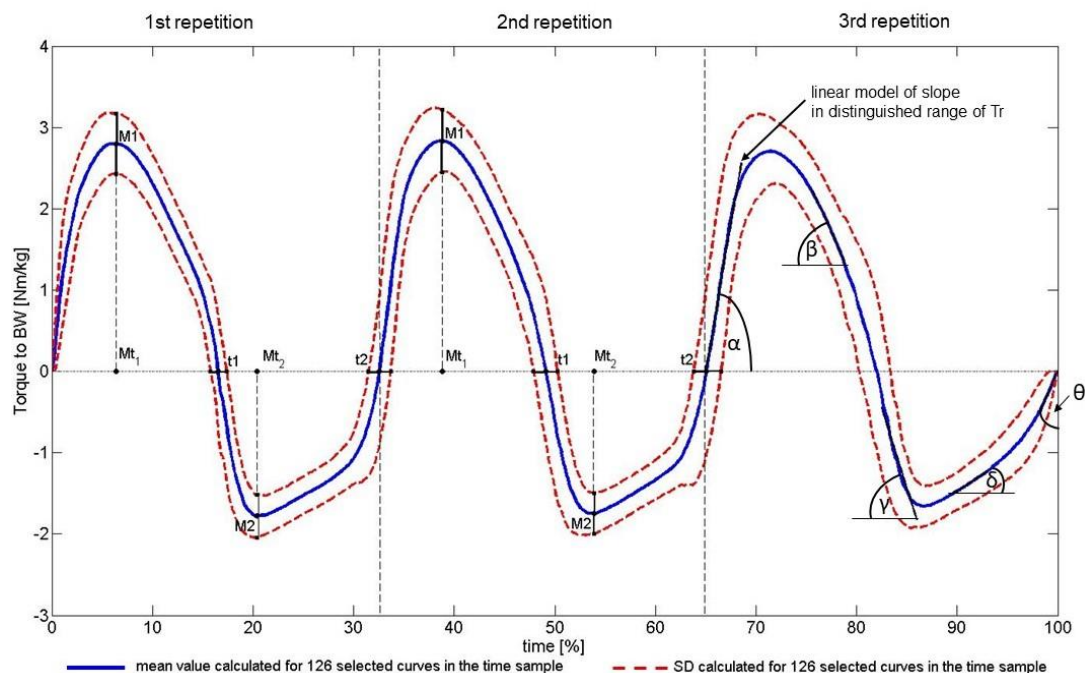 1st repetition 2nd repetition 3rd repetition
4
linear model of slope
in distinguished range of Tr
3
M1 M1
2
β
1
α
Torque to BW [Nm/kg]
Mt1 t1 Mt2 t2 Mt1 t1 Mt2 t2
0
θ
-1
δ
γ
M2 M2
-2
-3
0 10 20 30 40 50 60 70 80 90 100
time [%]
mean value calculated for 126 selected curves in the time sample SD calculated for 126 selected curves in the time sample